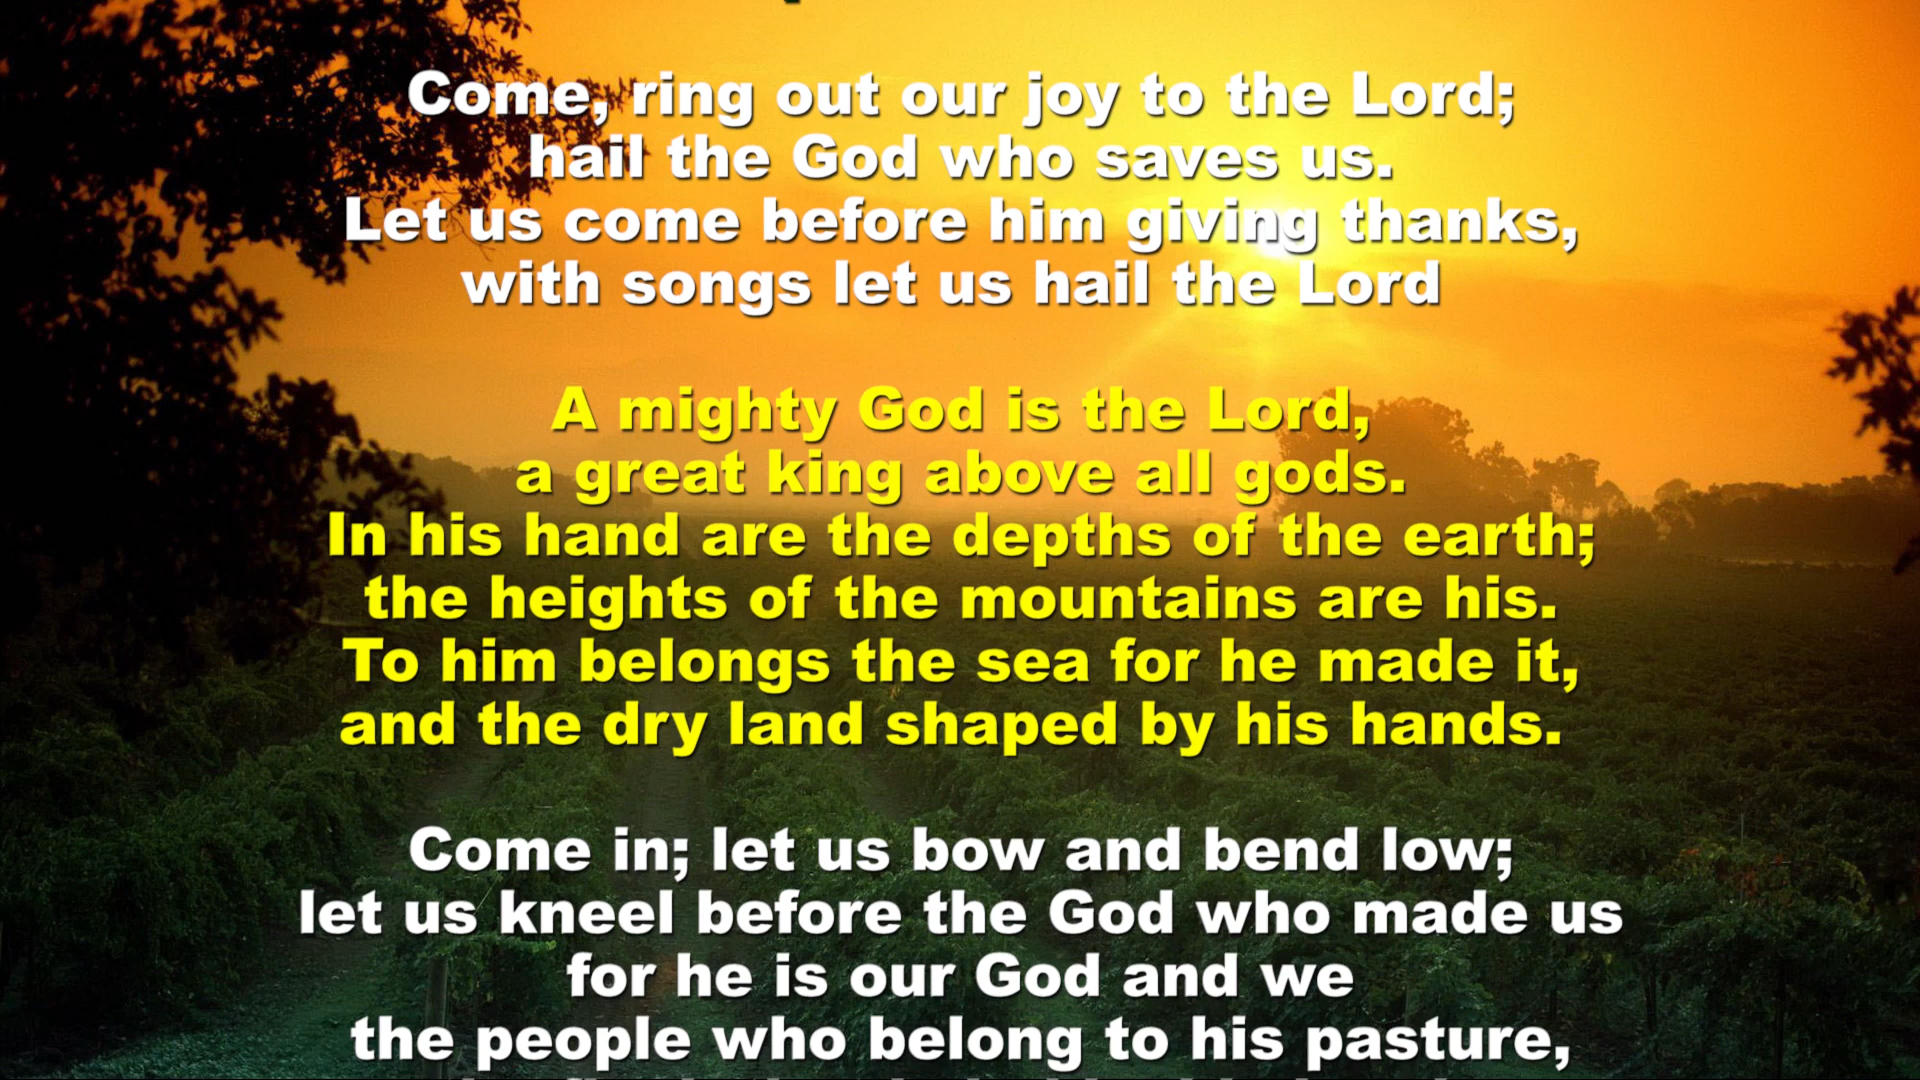 Come, ring out our joy to the Lord;
hail the God who saves us.
Let us come before him giving thanks,
with songs let us hail the Lord
A mighty God is the Lord,
a great king above all gods.
In his hand are the depths of the earth;
the heights of the mountains are his.
To him belongs the sea for he made it,
and the dry land shaped by his hands.
Come in; let us bow and bend low;
let us kneel before the God who made us
for he is our God and we
the people who belong to his pasture,